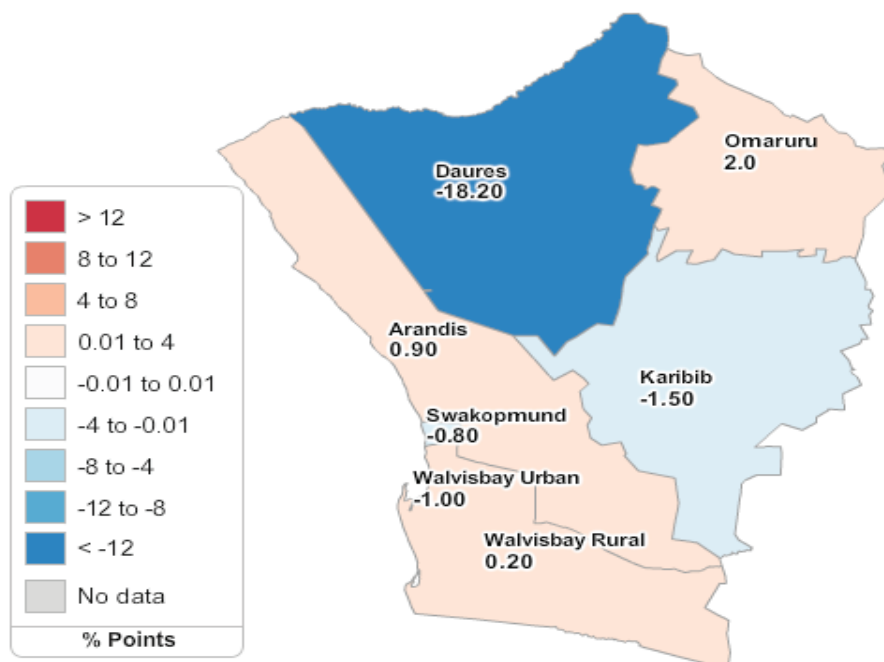 > 12
8 to 12
4 to 8
0.01 to 4
-0.01 to 0.01
-4 to -0.01
-8 to -4
-12 to -8
< -12
No data
% Points
Daures
-18.20
Omaruru
2.0
Arandis
0.90
Karibib
-1.50
Swakopmund
-0.80
Walvisbay Urban
-1.00
Walvisbay Rural
0.20